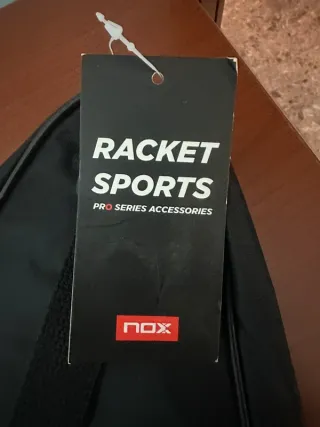 RACKET
SPORTS
PRO SERIES ACCESSORIES
NOX